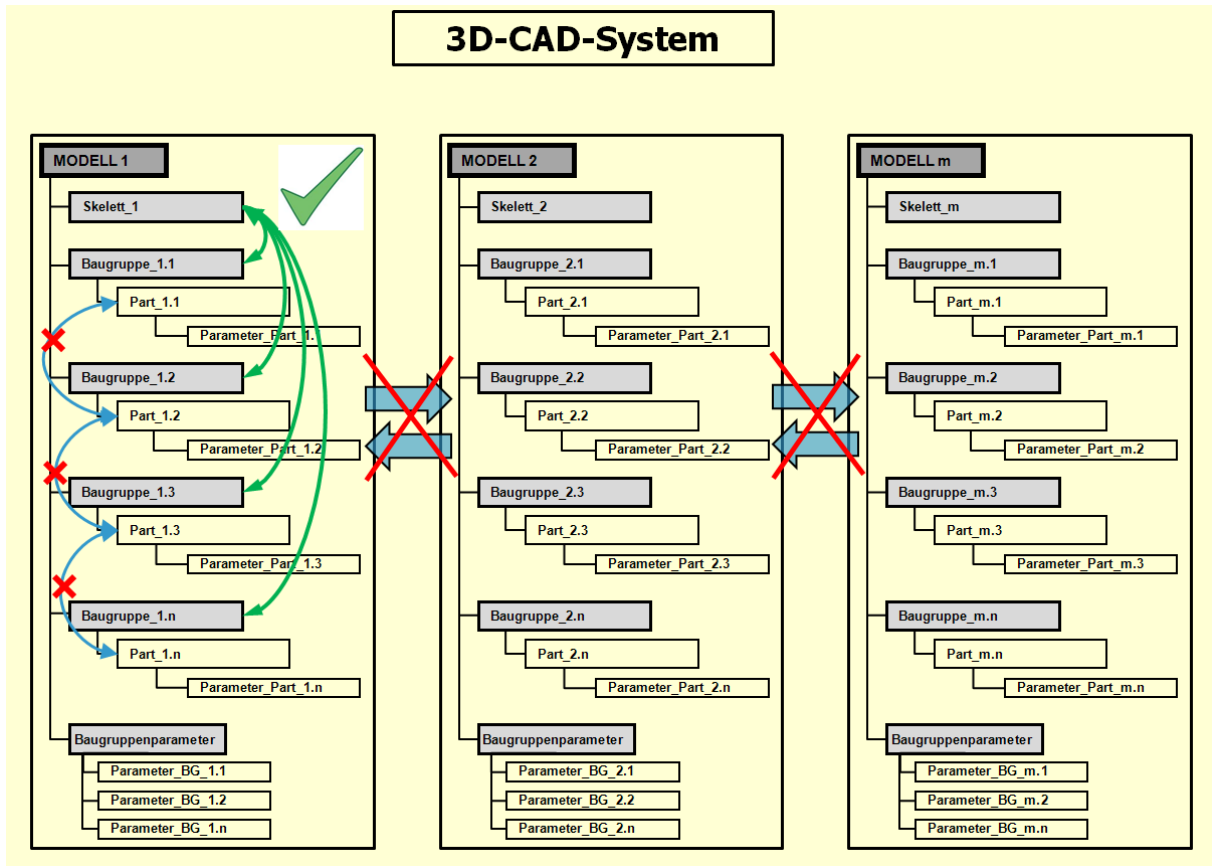 3D-CAD-System
MODELL 1
Skelett_1
Baugruppe_1.1
Part_1.1
Parameter_Part_1.
Baugruppe_1.2
Part_1.2
Parameter_Part_1.2
Baugruppe_1.3
Part_1.3
Parameter_Part_1.3
Baugruppe_1.n
Part_1.n
Parameter_Part_1.n
Baugruppenparameter
Parameter_BG_1.1
Parameter_BG_1.2
Parameter_BG_1.n
MODELL 2
Skelett_2
Baugruppe_2.1
Part_2.1
Parameter_Part_2.1
Baugruppe_2.2
Part_2.2
Parameter_Part_2.2
Baugruppe_2.3
Part_2.3
Parameter_Part_2.3
Baugruppe_2.n
Part_2.n
Parameter_Part_2.n
Baugruppenparameter
Parameter_BG_2.1
Parameter_BG_2.2
Parameter_BG_2.n
MODELL m
Skelett_m
Baugruppe_m.1
Part_m.1
Parameter_Part_m.1
Baugruppe_m.2
Part_m.2
Parameter_Part_m.2
Baugruppe_m.3
Part_m.3
Parameter_Part_m.3
Baugruppe_m.n
Part_m.n
Parameter_Part_m.n
Baugruppenparameter
Parameter_BG_m.1
Parameter_BG_m.2
Parameter_BG_m.n